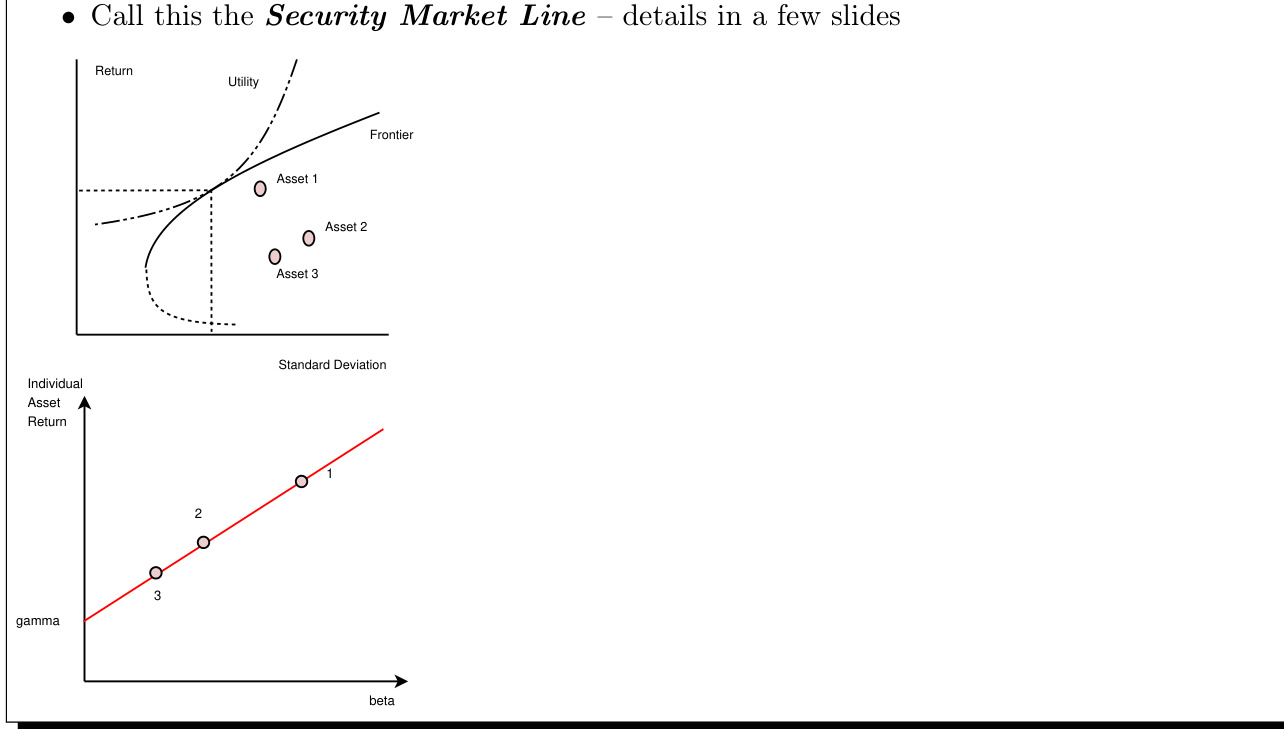 • Call this the Security Market Line – details in a few slides
Return
Utility
Frontier
Asset 1
Asset 2
Asset 3
Standard Deviation
Individual
Asset
Return
1
2
3
gamma
beta